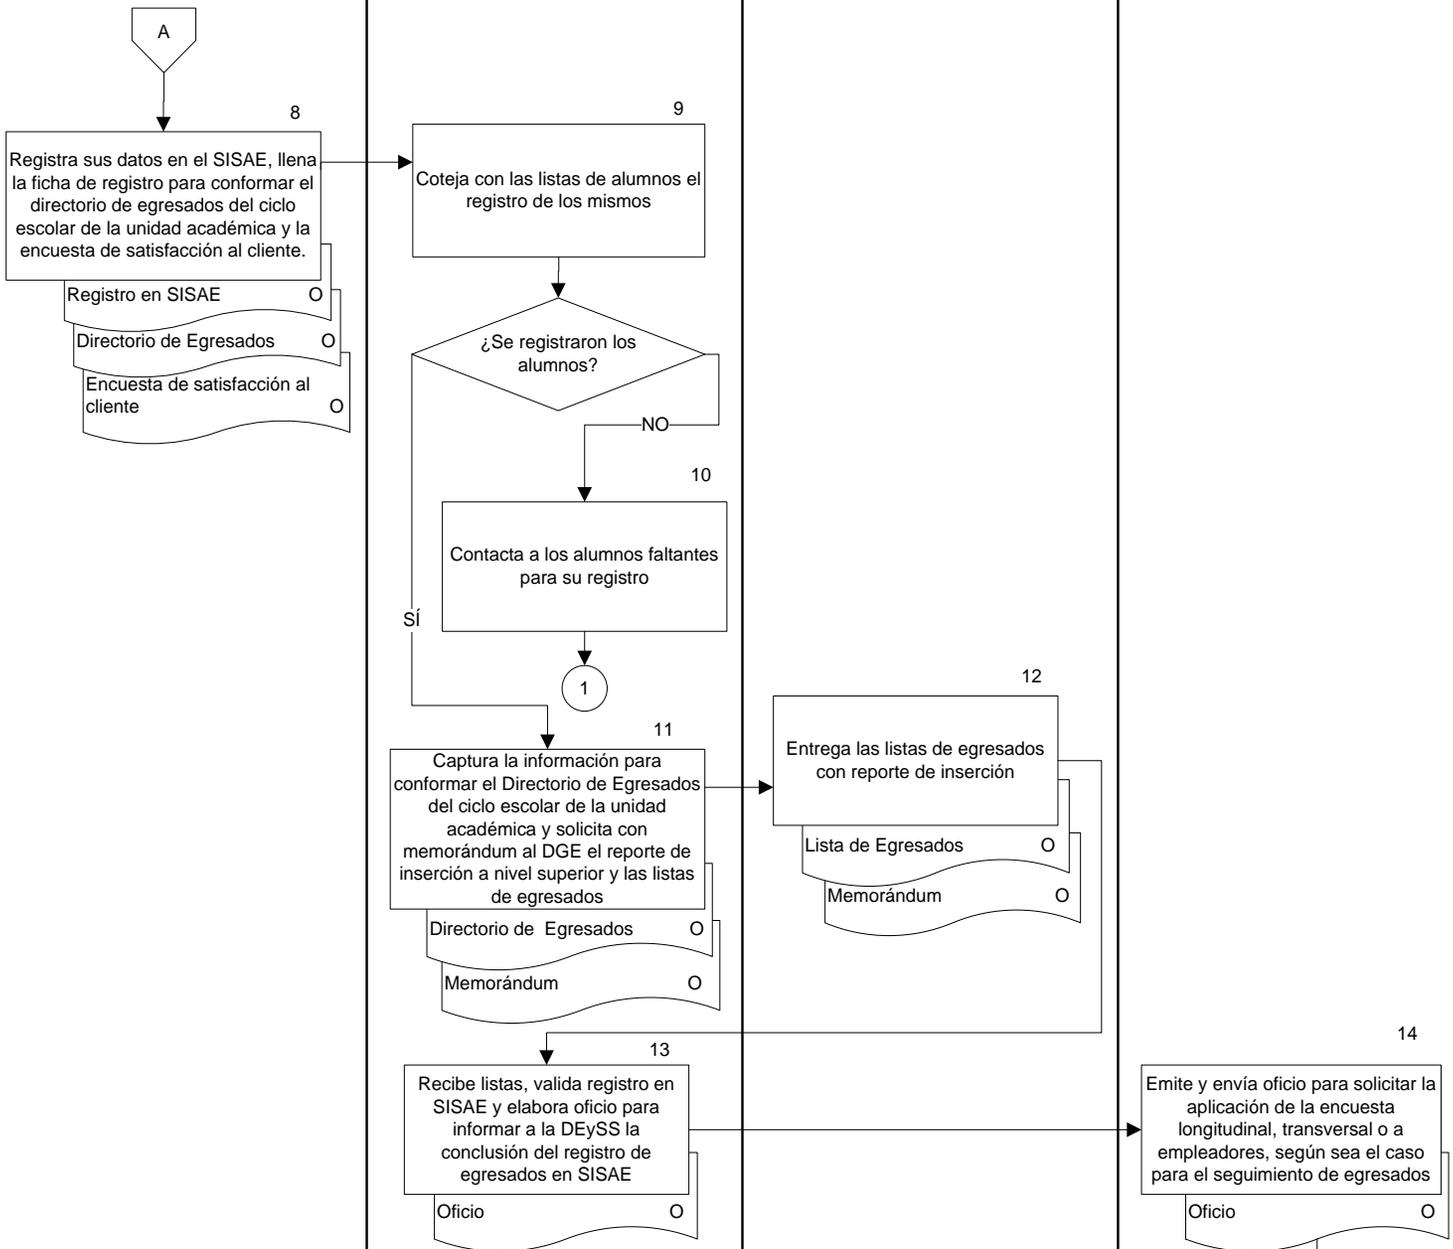 A
8
Registra sus datos en el SISAE, llena
la ficha de registro para conformar el
directorio de egresados del ciclo
escolar de la unidad académica y la
encuesta de satisfacción al cliente.
Registro en SISAE O
Directorio de Egresados O
Encuesta de satisfacción al
cliente O
9
Coteja con las listas de alumnos el
registro de los mismos
¿Se registraron los
alumnos?
NO
10
Contacta a los alumnos faltantes
para su registro
SÍ
1
11
Captura la información para
conformar el Directorio de Egresados
del ciclo escolar de la unidad
académica y solicita con
memorándum al DGE el reporte de
inserción a nivel superior y las listas
de egresados
Directorio de Egresados O
Memorándum O
12
Entrega las listas de egresados
con reporte de inserción
Lista de Egresados O
Memorándum O
13
Recibe listas, valida registro en
SISAE y elabora oficio para
informar a la DEySS la
conclusión del registro de
egresados en SISAE
Oficio O
14
Emite y envía oficio para solicitar la
aplicación de la encuesta
longitudinal, transversal o a
empleadores, según sea el caso
para el seguimiento de egresados
Oficio O